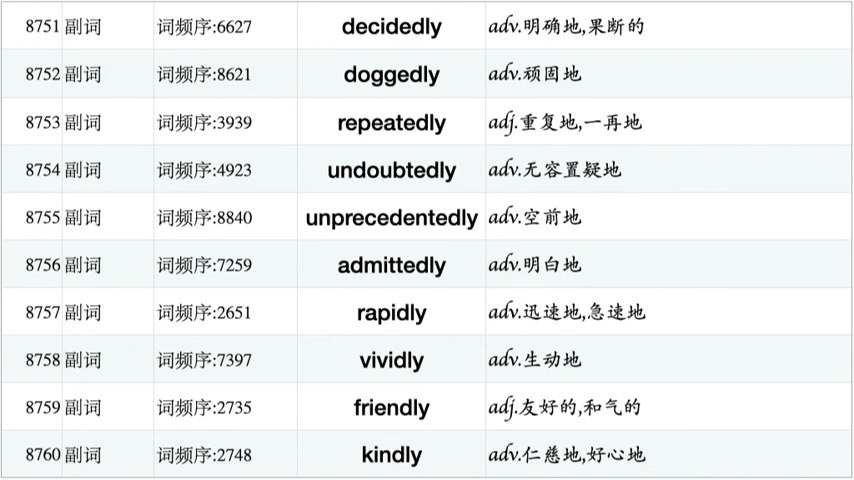 8751 副词 词频序:6627 decidedly adv.明确地,果断的
8752 副词 词频序:8621 doggedly adv.顽固地
8753 副词 词频序:3939 repeatedly adj.重复地,一再地
8754 副词 词频序:4923 undoubtedly adv.无容置疑地
8755 副词 词频序:8840 unprecedentedly adv.空前地
8756 副词 词频序:7259 admittedly adv.明白地
8757 副词 词频序:2651 rapidly adv.迅速地,急速地
8758 副词 词频序:7397 vividly adv.生动地
8759 副词 词频序:2735 friendly adj.友好的,和气的
8760 副词 词频序:2748 kindly adv.仁慈地,好心地